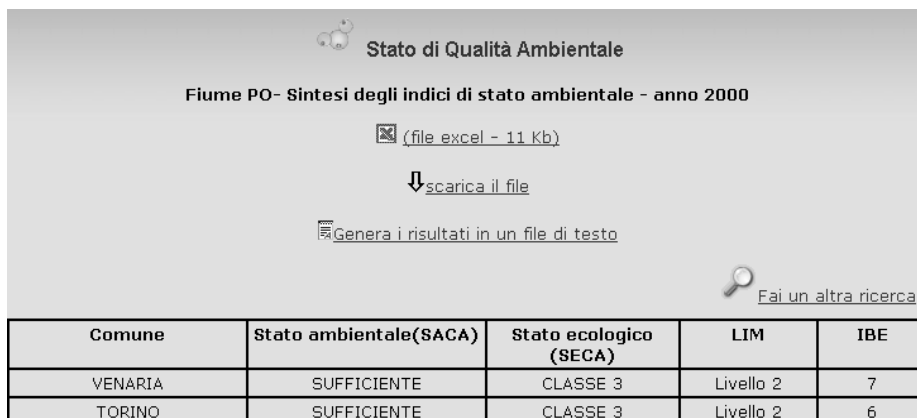 Stato di Qualità Ambientale
Fiume PO- Sintesi degli indici di stato ambientale - anno 2000
(file excel - 11 Kb)
scarica il file
Genera i risultati in un file di testo
Fai un altra ricerca
Comune Stato ambientale(SACA) Stato ecologico (SECA) LIM IBE
VENARIA SUFFICIENTE CLASSE 3 Livello 2 7
TORINO SUFFICIENTE CLASSE 3 Livello 2 6